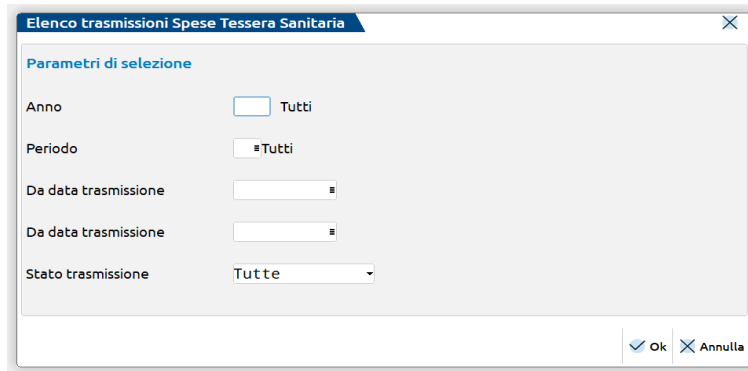 Elenco trasmissioni Spese Tessera Sanitaria
Parametri di selezione
Anno Tutti
Periodo Tutti
Da data trasmissione
Da data trasmissione
Stato trasmissione Tutte
Ok Annulla